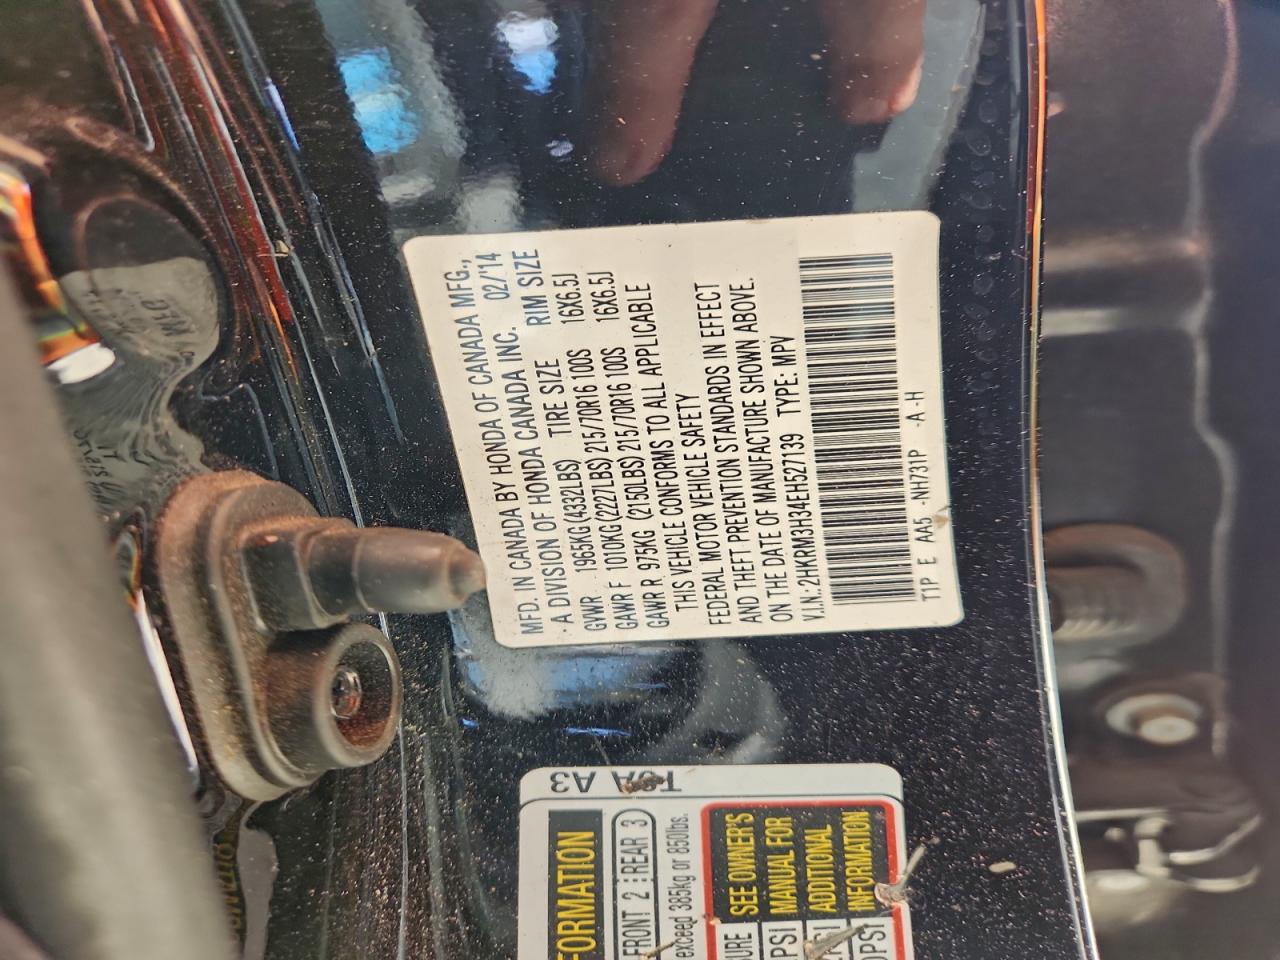 MFD. IN CANADA BY HONDA OF CANADA MFG.,
A DIVISION OF HONDA CANADA INC. 02/'14
GVWR 1965KG(4332LBS) TIRE SIZE RIM SIZE
GAWR F 1010KG(2227LBS) 215/70R16 100S 16X6.5J
GAWR R 975KG (2150LBS) 215/70R16 100S 16X6.5J
THIS VEHICLE CONFORMS TO ALL APPLICABLE
FEDERAL MOTOR VEHICLE SAFETY
AND THEFT PREVENTION STANDARDS IN EFFECT
ON THE DATE OF MANUFACTURE SHOWN ABOVE.
V.I.N.: 2HKRM3H34EH527139 TYPE: MPV
T1P E AA5 -NH731P -A -H
A3
FORMATION
FRONT 2 REAR 3
exceed 385kg or 850lbs.
SEE OWNER'S
MANUAL FOR
ADDITIONAL
INFORMATION
URE
PSI
PSI
PSI